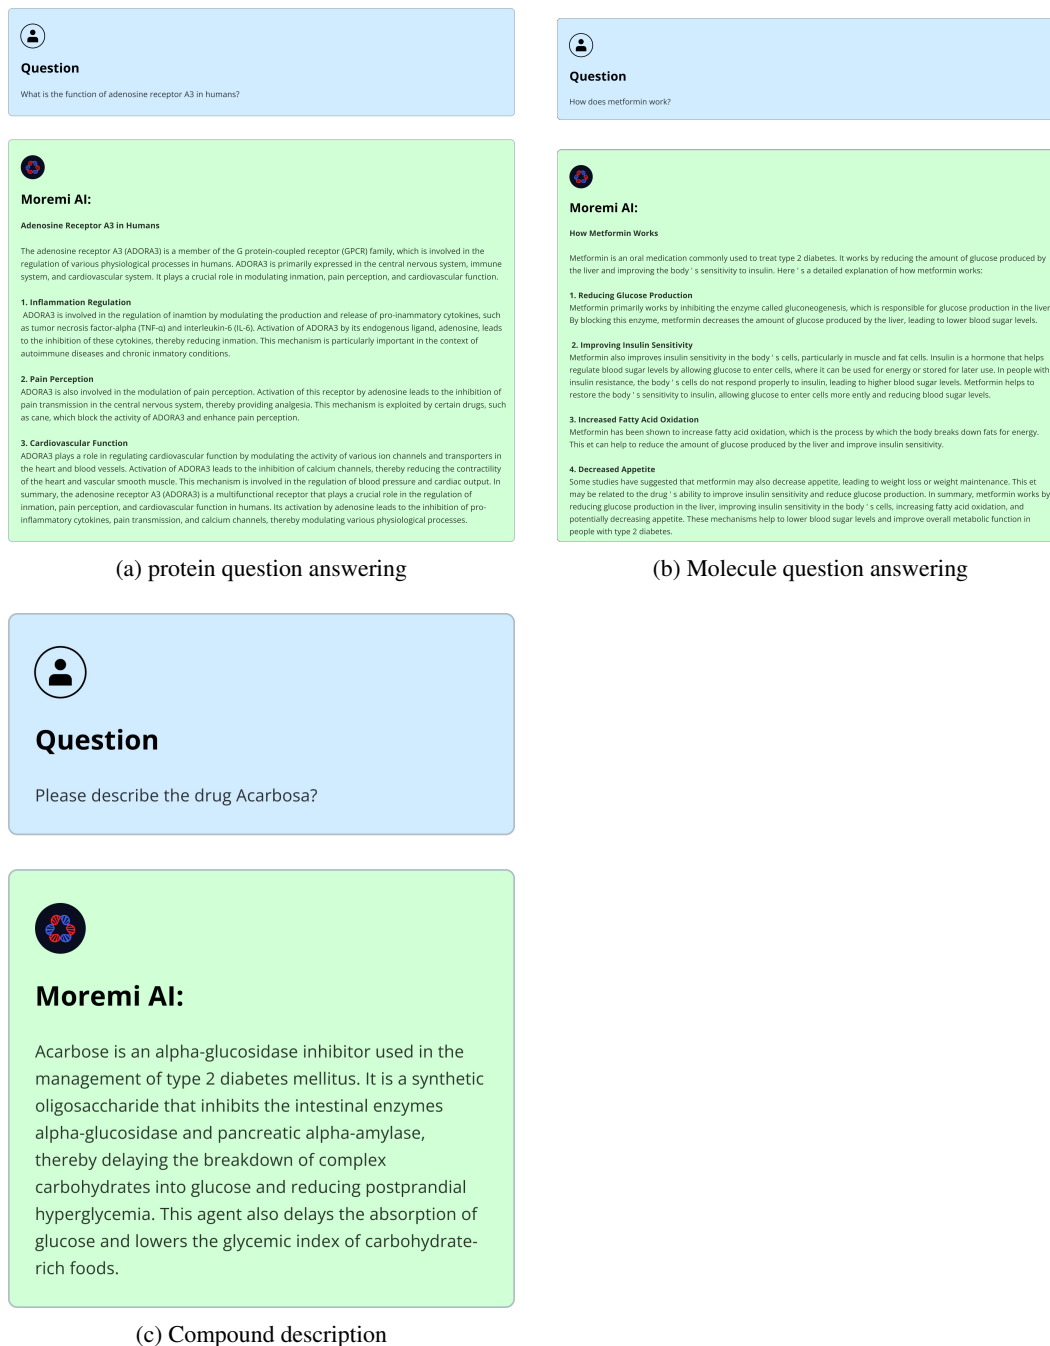 Question
What is the function of adenosine receptor A3 in humans?
Moremi AI:
Adenosine Receptor A3 in Humans
The adenosine receptor A3 (ADORA3) is a member of the G protein-coupled receptor (GPCR) family, which is involved in the
regulation of various physiological processes in humans. ADORA3 is primarily expressed in the central nervous system, immune
system, and cardiovascular system. It plays a crucial role in modulating inmation, pain perception, and cardiovascular function.
1. Inflammation Regulation
ADORA3 is involved in the regulation of inamtion by modulating the production and release of pro-inammatory cytokines, such
as tumor necrosis factor-alpha (TNF-α) and interleukin-6 (IL-6). Activation of ADORA3 by its endogenous ligand, adenosine, leads
to the inhibition of these cytokines, thereby reducing inmation. This mechanism is particularly important in the context of
autoimmune diseases and chronic inmatory conditions.
2. Pain Perception
ADORA3 is also involved in the modulation of pain perception. Activation of this receptor by adenosine leads to the inhibition of
pain transmission in the central nervous system, thereby providing analgesia. This mechanism is exploited by certain drugs, such
as cane, which block the activity of ADORA3 and enhance pain perception.
3. Cardiovascular Function
ADORA3 plays a role in regulating cardiovascular function by modulating the activity of various ion channels and transporters in
the heart and blood vessels. Activation of ADORA3 leads to the inhibition of calcium channels, thereby reducing the contractility
of the heart and vascular smooth muscle. This mechanism is involved in the regulation of blood pressure and cardiac output. In
summary, the adenosine receptor A3 (ADORA3) is a multifunctional receptor that plays a crucial role in the regulation of
inmation, pain perception, and cardiovascular function in humans. Its activation by adenosine leads to the inhibition of pro-
inflammatory cytokines, pain transmission, and calcium channels, thereby modulating various physiological processes.
(a) protein question answering
Question
How does metformin work?
Moremi AI:
How Metformin Works
Metformin is an oral medication commonly used to treat type 2 diabetes. It works by reducing the amount of glucose produced by
the liver and improving the body ' s sensitivity to insulin. Here ' s a detailed explanation of how metformin works:
1. Reducing Glucose Production
Metformin primarily works by inhibiting the enzyme called gluconeogenesis, which is responsible for glucose production in the liver
By blocking this enzyme, metformin decreases the amount of glucose produced by the liver, leading to lower blood sugar levels.
2. Improving Insulin Sensitivity
Metformin also improves insulin sensitivity in the body ' s cells, particularly in muscle and fat cells. Insulin is a hormone that helps
regulate blood sugar levels by allowing glucose to enter cells, where it can be used for energy or stored for later use. In people with
insulin resistance, the body ' s cells do not respond properly to insulin, leading to higher blood sugar levels. Metformin helps to
restore the body ' s sensitivity to insulin, allowing glucose to enter cells more ently and reducing blood sugar levels.
3. Increased Fatty Acid Oxidation
Metformin has been shown to increase fatty acid oxidation, which is the process by which the body breaks down fats for energy.
This et can help to reduce the amount of glucose produced by the liver and improve insulin sensitivity.
4. Decreased Appetite
Some studies have suggested that metformin may also decrease appetite, leading to weight loss or weight maintenance. This et
may be related to the drug ' s ability to improve insulin sensitivity and reduce glucose production. In summary, metformin works by
reducing glucose production in the liver, improving insulin sensitivity in the body ' s cells, increasing fatty acid oxidation, and
potentially decreasing appetite. These mechanisms help to lower blood sugar levels and improve overall metabolic function in
people with type 2 diabetes.
(b) Molecule question answering
Question
Please describe the drug Acarbosa?
Moremi AI:
Acarbose is an alpha-glucosidase inhibitor used in the
management of type 2 diabetes mellitus. It is a synthetic
oligosaccharide that inhibits the intestinal enzymes
alpha-glucosidase and pancreatic alpha-amylase,
thereby delaying the breakdown of complex
carbohydrates into glucose and reducing postprandial
hyperglycemia. This agent also delays the absorption of
glucose and lowers the glycemic index of carbohydrate-
rich foods.
(c) Compound description